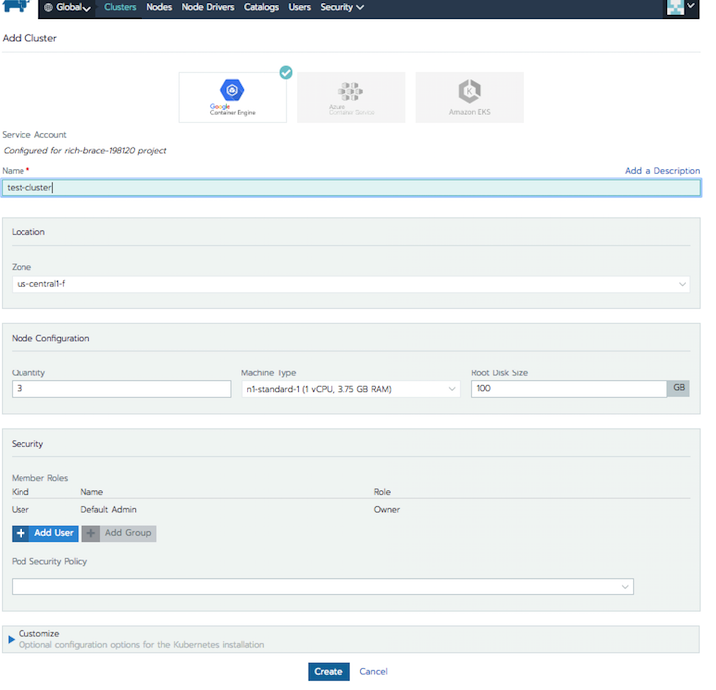 Global Clusters Nodes Node Drivers Catalogs Users Security
Add Cluster
Google
Container Engine
Azure
Container Service
Amazon EKS
Service Account
Configured for rich-brace-198120 project
Name* Add a Description
test-cluster
Location
Zone
us-central1-f
Node Configuration
Quantity Machine Type Root Disk Size
3 n1-standard-1 (1 vCPU, 3.75 GB RAM) 100 GB
Security
Member Roles
Kind Name Role
User Default Admin Owner
+ Add User + Add Group
Pod Security Policy
Customize
Optional configuration options for the Kubernetes installation
Create Cancel